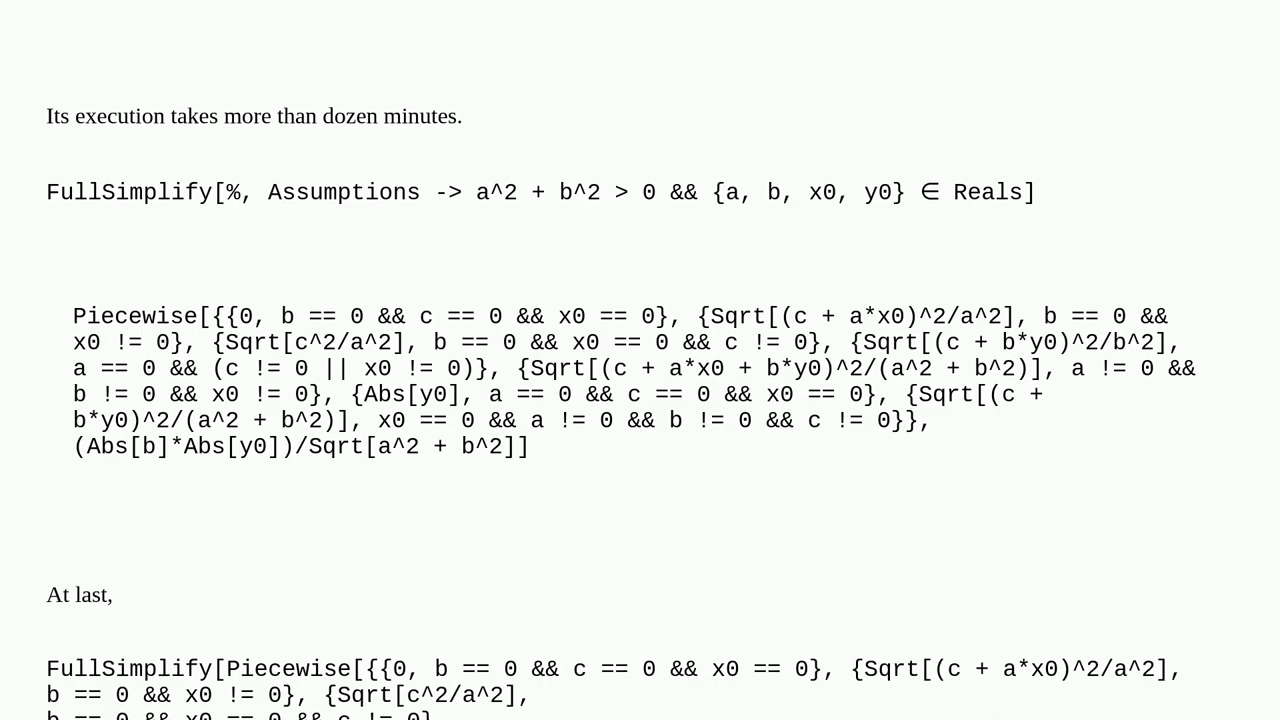 Its execution takes more than dozen minutes.
FullSimplify[%, Assumptions -> a^2 + b^2 > 0 && {a, b, x0, y0} ∈ Reals]
Piecewise[{{0, b == 0 && c == 0 && x0 == 0}, {Sqrt[(c + a*x0)^2/a^2], b == 0 &&
x0 != 0}, {Sqrt[c^2/a^2], b == 0 && x0 == 0 && c != 0}, {Sqrt[(c + b*y0)^2/b^2],
a == 0 && (c != 0 || x0 != 0)}, {Sqrt[(c + a*x0 + b*y0)^2/(a^2 + b^2)], a != 0 &&
b != 0 && x0 != 0}, {Abs[y0], a == 0 && c == 0 && x0 == 0}, {Sqrt[(c +
b*y0)^2/(a^2 + b^2)], x0 == 0 && a != 0 && b != 0 && c != 0}},
(Abs[b]*Abs[y0])/Sqrt[a^2 + b^2]]
At last,
FullSimplify[Piecewise[{{0, b == 0 && c == 0 && x0 == 0}, {Sqrt[(c + a*x0)^2/a^2],
b == 0 && x0 != 0}, {Sqrt[c^2/a^2],
b == 0 && x0 == 0 && c != 0}